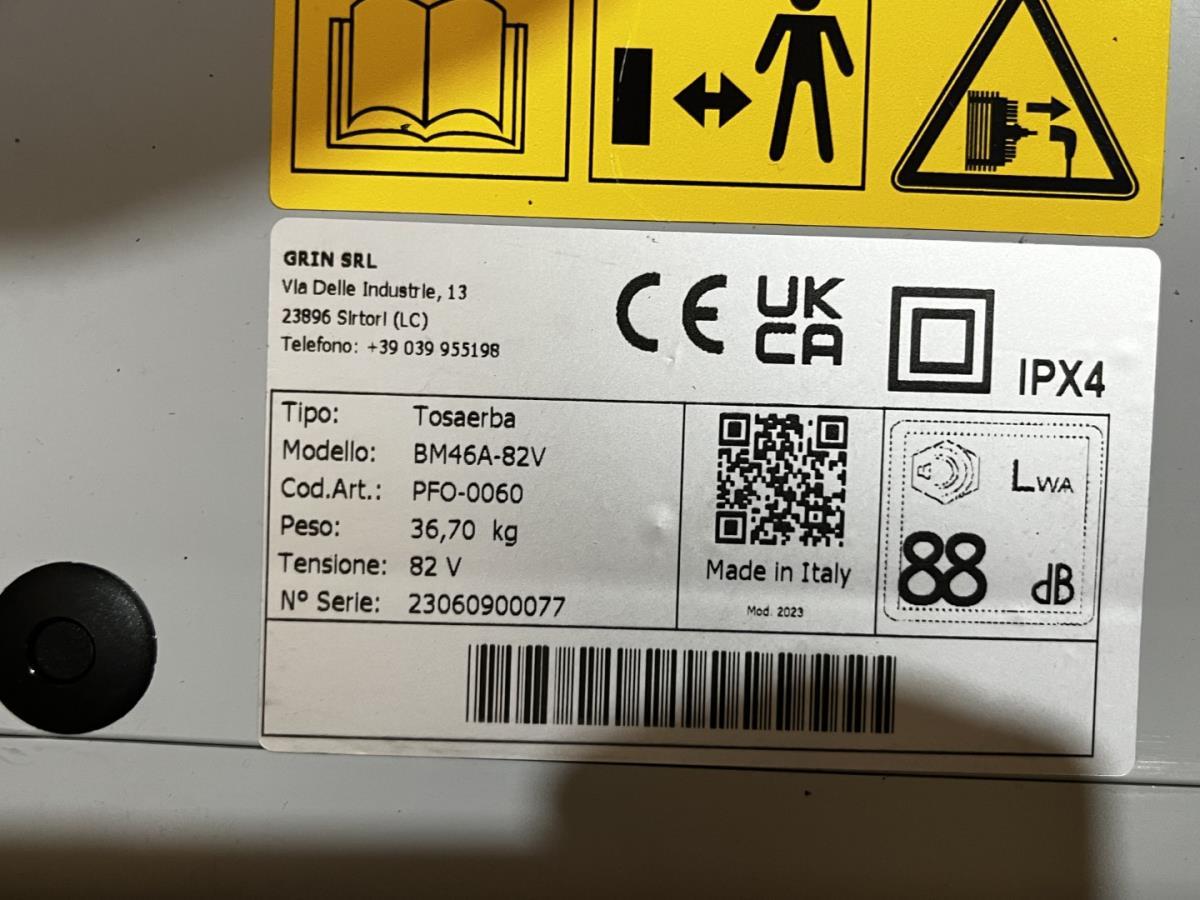 GRIN SRL
Via Delle Industrie, 13
23896 Sirtori (LC)
Telefono: +39 039 955198
CE
UK
CA
IPX4
Tipo: Tosaerba
Modello: BM46A-82V
Cod.Art.: PFO-0060
Peso: 36,70 kg
Tensione: 82 V
Nº Serie: 23060900077
Made in Italy
Mod. 2023
LWA
88 dB